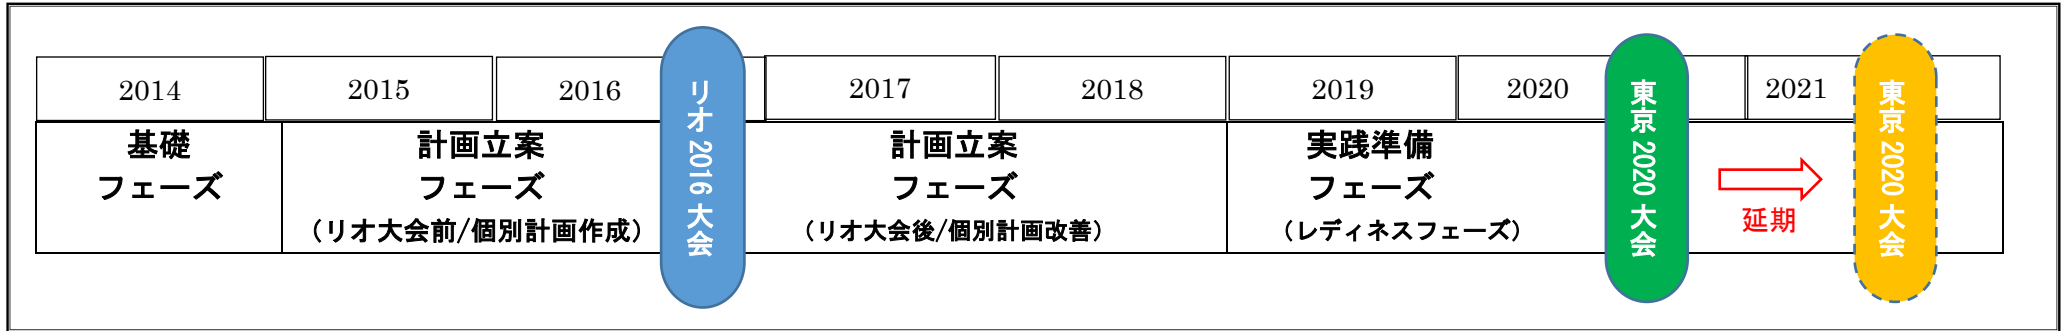 2014
2015
2016
2017
2018
2019
2020
2021
基礎
フェーズ
計画立案
フェーズ
（リオ大会前/個別計画作成）
リオ 2016 大会
計画立案
フェーズ
（リオ大会後/個別計画改善）
実践準備
フェーズ
（レディネスフェーズ）
東京 2020 大会
延期
東京 2020 大会